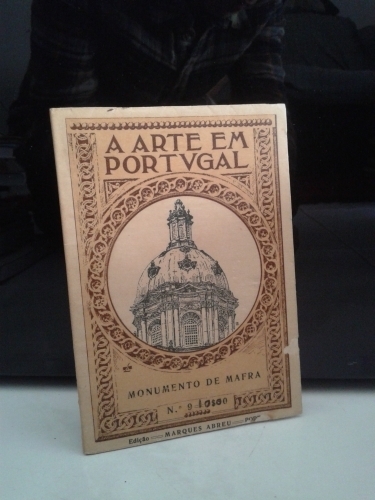 A ARTE EM
PORTVGAL
MONUMENTO DE MAFRA
N.º
Edição MARQUES ABREU